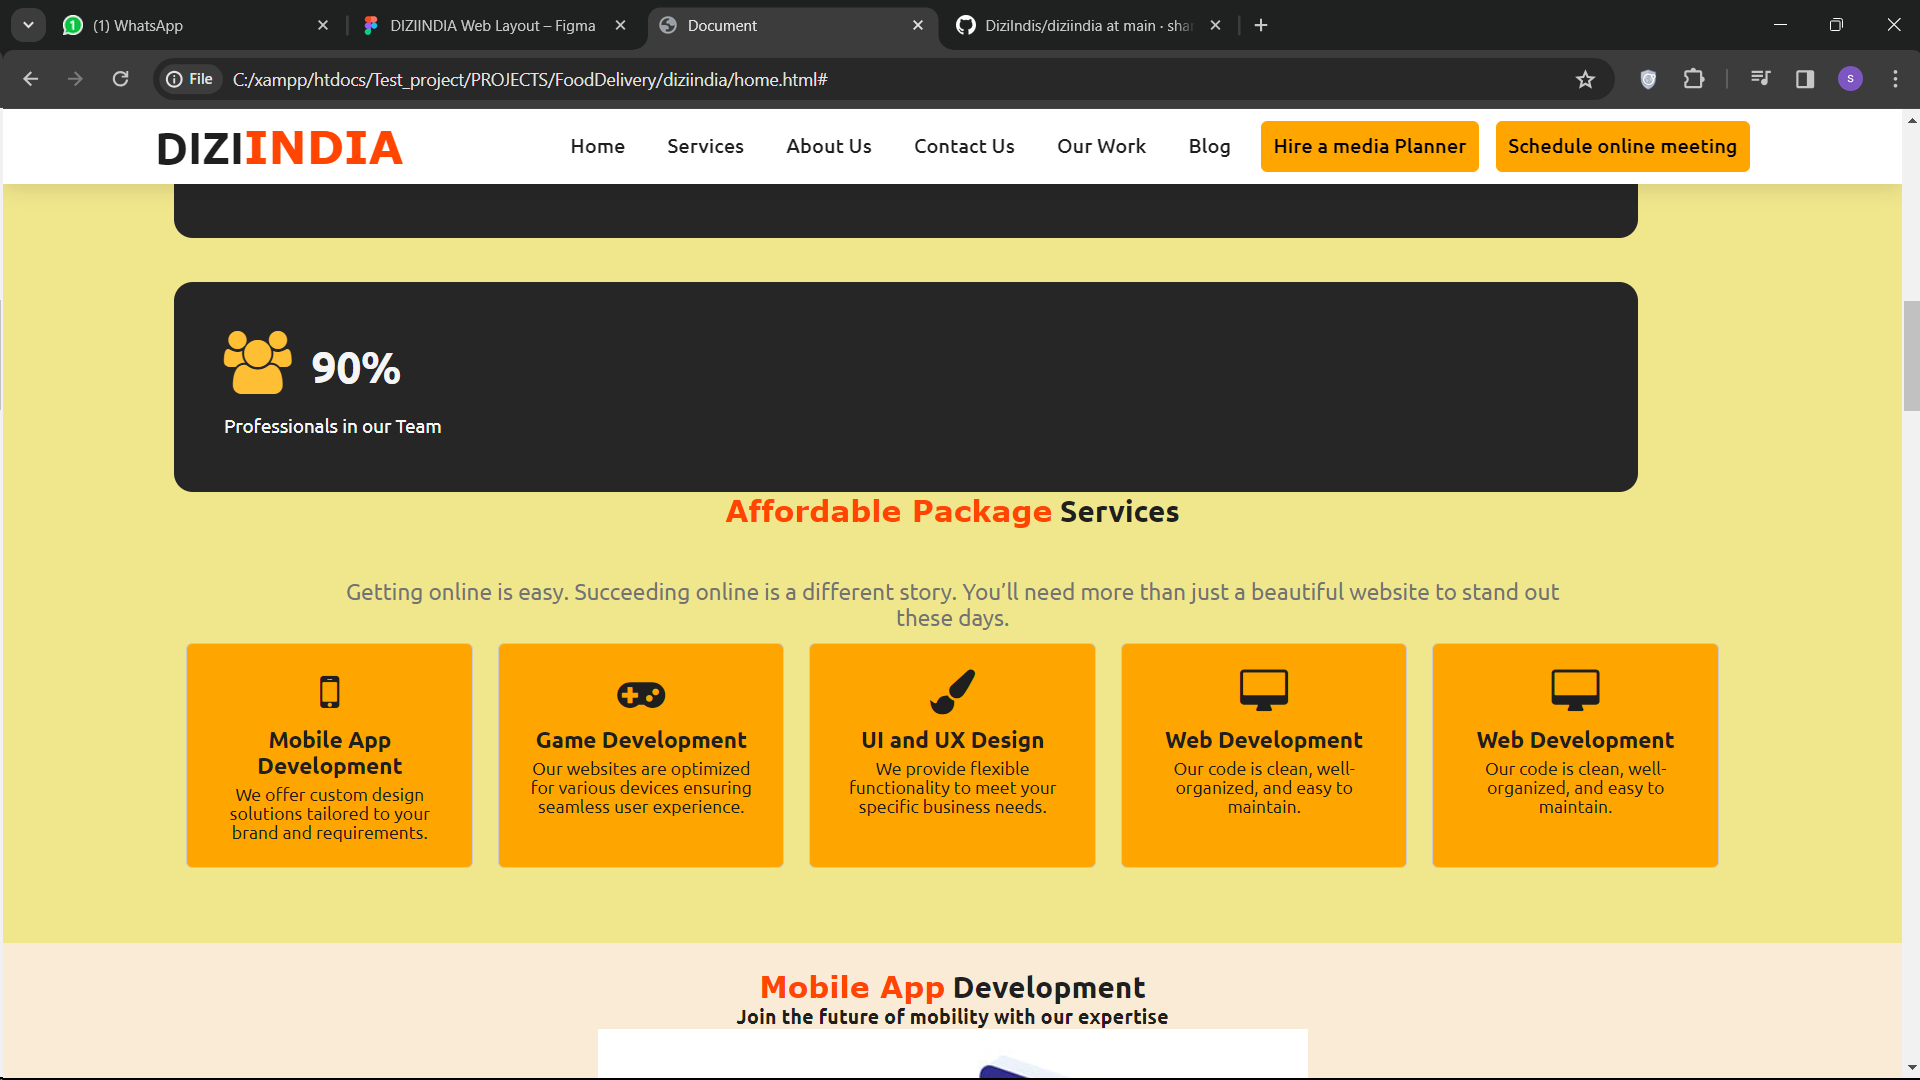 (1) WhatsApp
DIZIINDIA Web Layout – Figma
Document
DiziIndis/diziindia at main · sha
File
C:/xampp/htdocs/Test_project/PROJECTS/FoodDelivery/diziindia/home.html#
S
DIZIINDIA
Home
Services
About Us
Contact Us
Our Work
Blog
Hire a media Planner
Schedule online meeting
90%
Professionals in our Team
Affordable Package Services
Getting online is easy. Succeeding online is a different story. You’ll need more than just a beautiful website to stand out
these days.
Mobile App
Development
We offer custom design
solutions tailored to your
brand and requirements.
Game Development
Our websites are optimized
for various devices ensuring
seamless user experience.
UI and UX Design
We provide flexible
functionality to meet your
specific business needs.
Web Development
Our code is clean, well-
organized, and easy to
maintain.
Web Development
Our code is clean, well-
organized, and easy to
maintain.
Mobile App Development
Join the future of mobility with our expertise